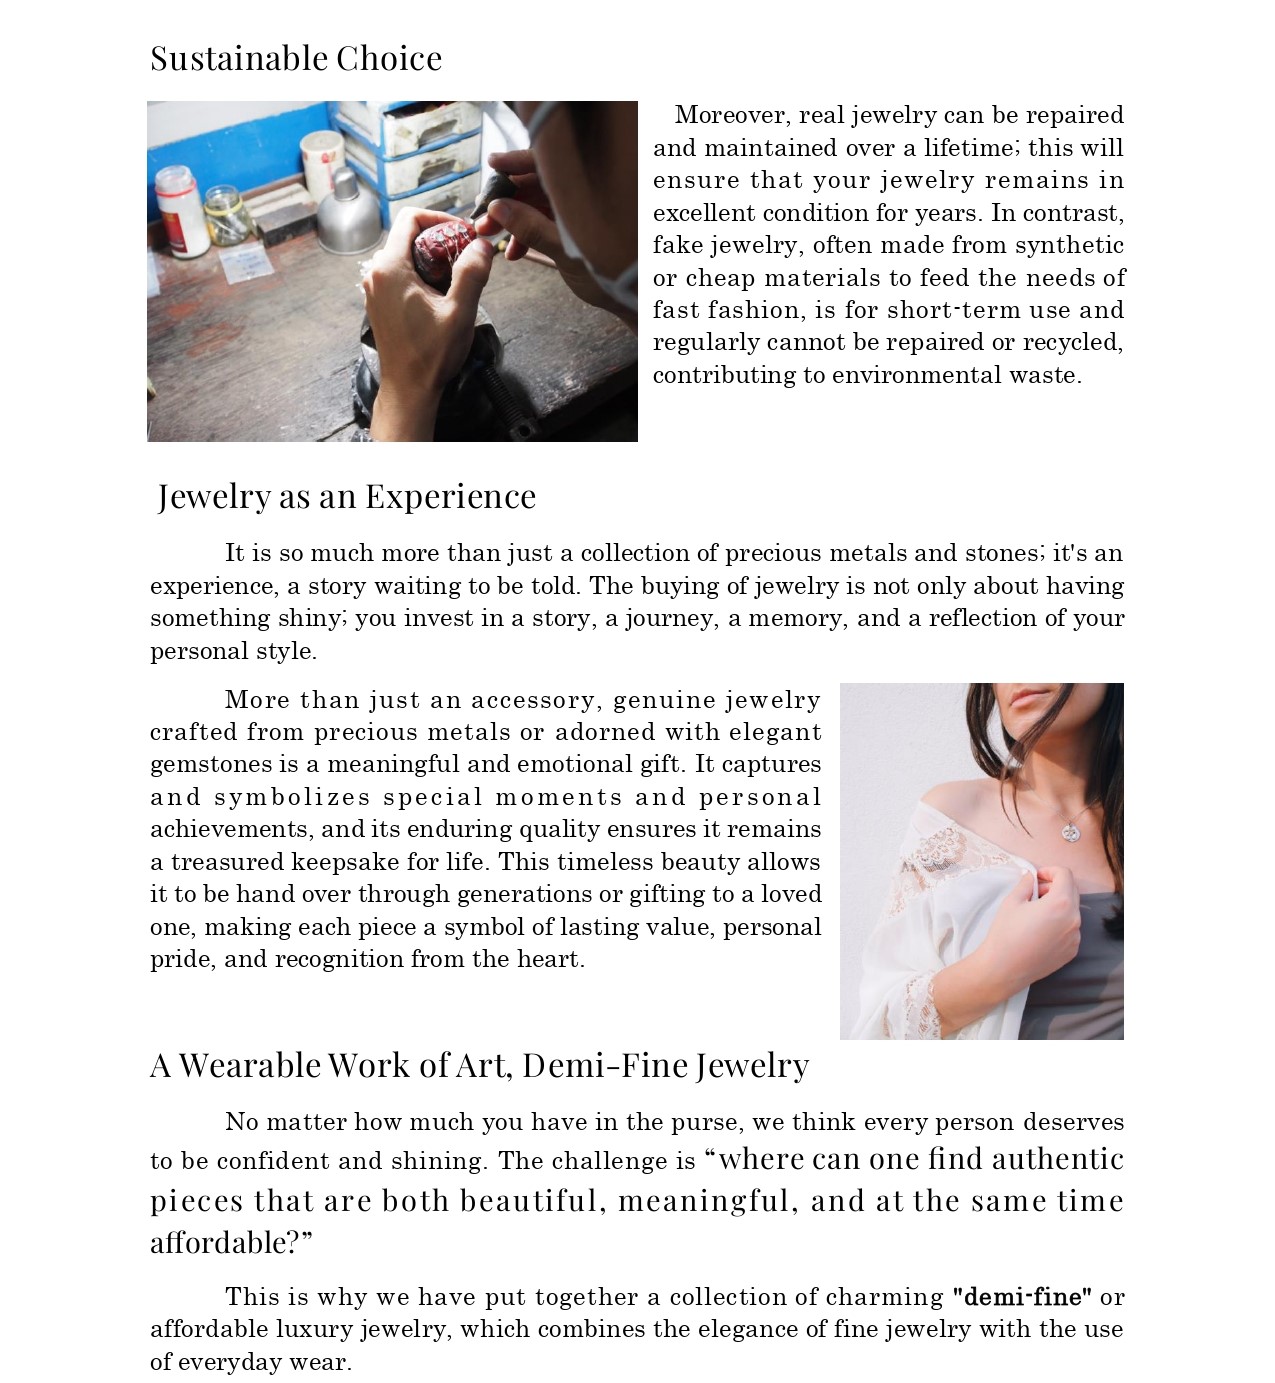 Sustainable Choice
Moreover, real jewelry can be repaired
and maintained over a lifetime; this will
ensure that your jewelry remains in
excellent condition for years. In contrast,
fake jewelry, often made from synthetic
or cheap materials to feed the needs of
fast fashion, is for short-term use and
regularly cannot be repaired or recycled,
contributing to environmental waste.
Jewelry as an Experience
It is so much more than just a collection of precious metals and stones; it's an
experience, a story waiting to be told. The buying of jewelry is not only about having
something shiny; you invest in a story, a journey, a memory, and a reflection of your
personal style.
More than just an accessory, genuine jewelry
crafted from precious metals or adorned with elegant
gemstones is a meaningful and emotional gift. It captures
and symbolizes special moments and personal
achievements, and its enduring quality ensures it remains
a treasured keepsake for life. This timeless beauty allows
it to be hand over through generations or gifting to a loved
one, making each piece a symbol of lasting value, personal
pride, and recognition from the heart.
A Wearable Work of Art, Demi-Fine Jewelry
No matter how much you have in the purse, we think every person deserves
to be confident and shining. The challenge is “where can one find authentic
pieces that are both beautiful, meaningful, and at the same time
affordable?”
This is why we have put together a collection of charming "demi-fine" or
affordable luxury jewelry, which combines the elegance of fine jewelry with the use
of everyday wear.